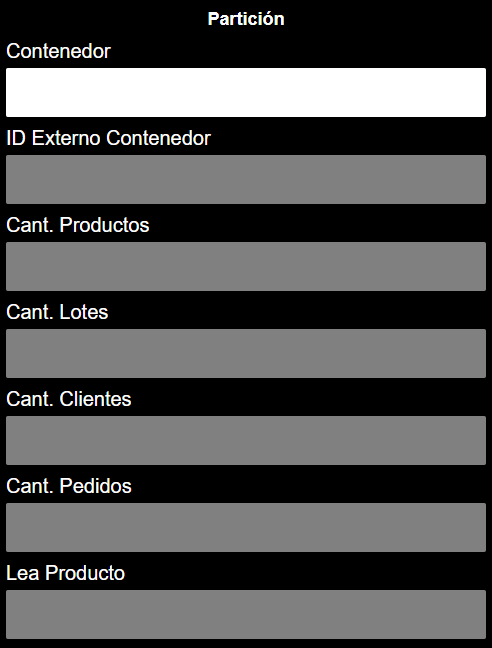 Partición
Contenedor
ID Externo Contenedor
Cant. Productos
Cant. Lotes
Cant. Clientes
Cant. Pedidos
Lea Producto